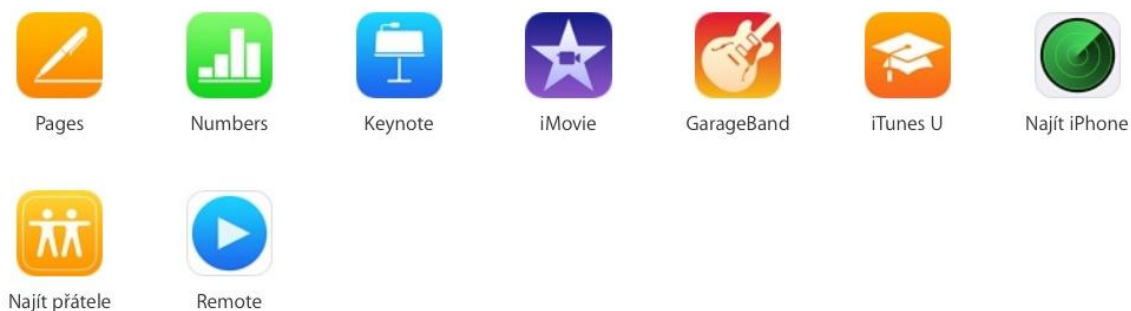 Pages Numbers Keynote iMovie GarageBand iTunes U Najít iPhone
Najít přátele Remote